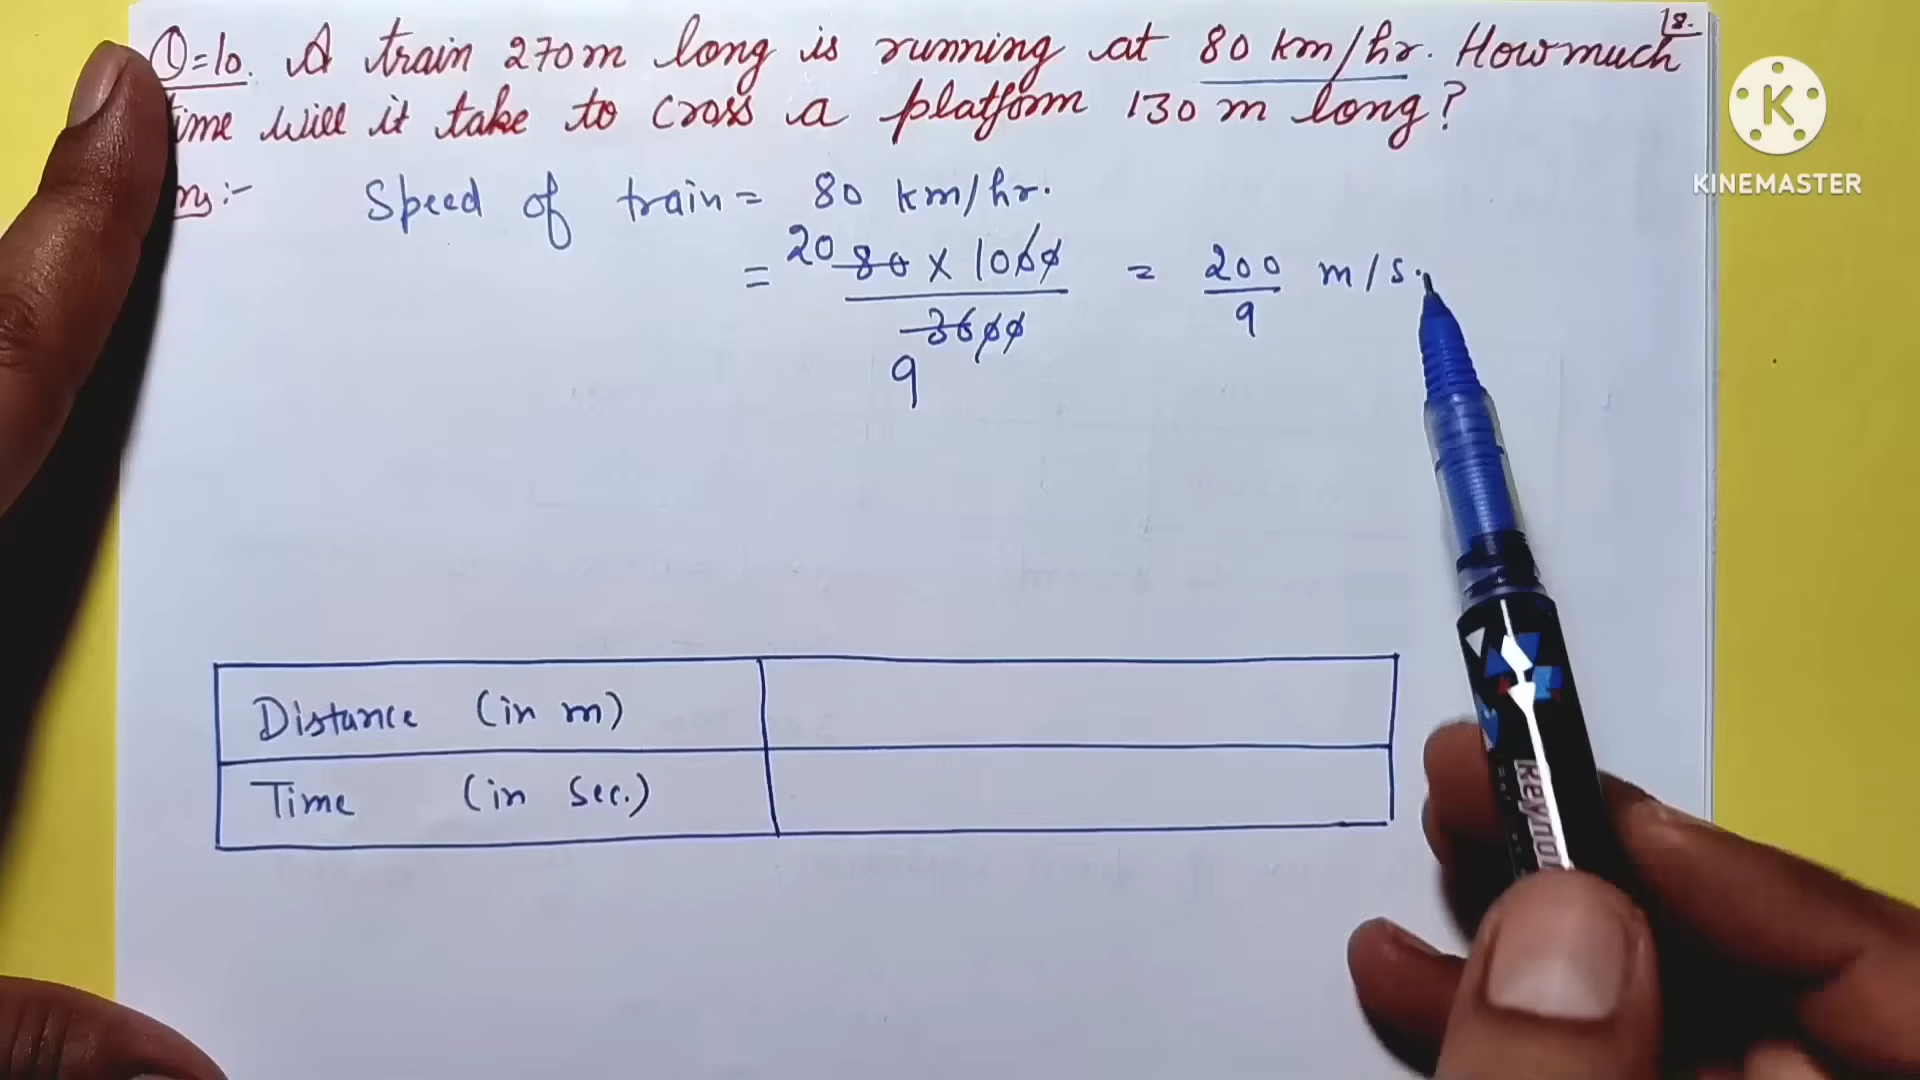 18.
Q=10. A train 270m long is running at 80 km/hr. How much
time will it take to cross a platform 130 m long?
K
KINEMASTER
Speed of train = 80 km/hr.
= 20 80 x 1000 = 200 m/s.
3600 9
9
Distance (in m)
Time (in Sec.)